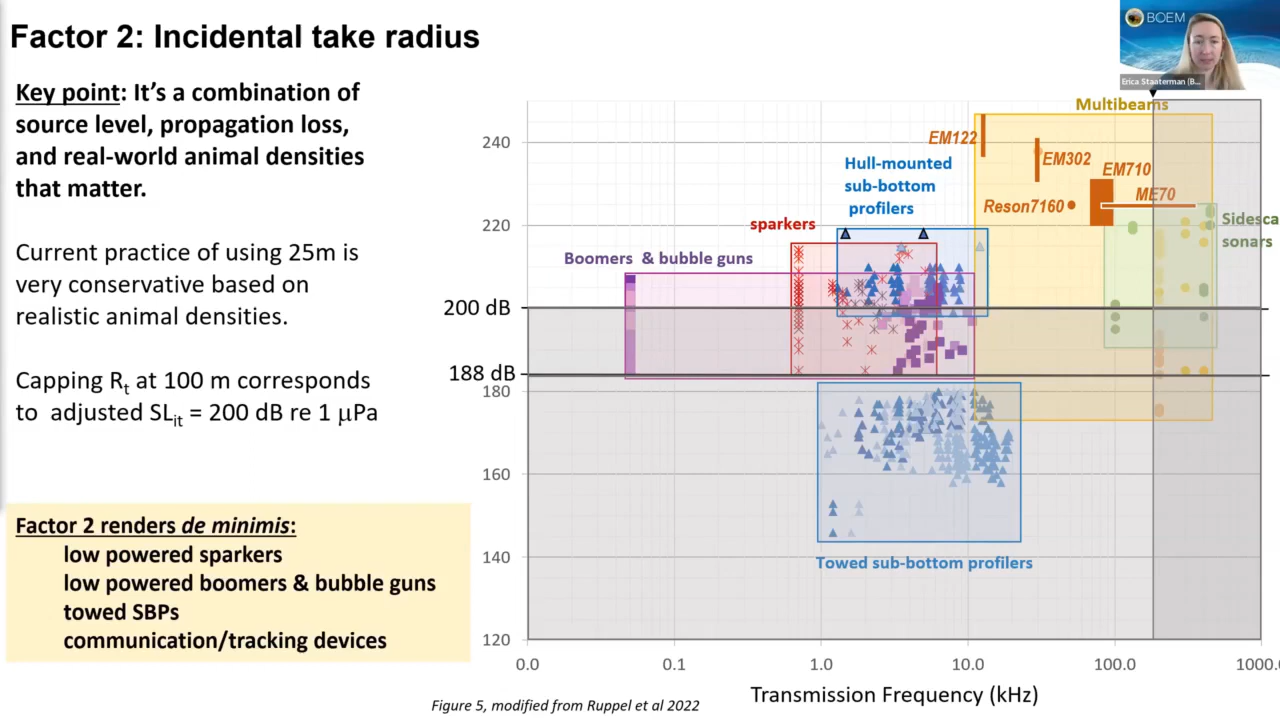 Factor 2: Incidental take radius
BOEM
Erica Staaterman (B...
Key point: It's a combination of
source level, propagation loss,
and real-world animal densities
that matter.
Current practice of using 25m is
very conservative based on
realistic animal densities.
Capping Rt at 100 m corresponds
to adjusted SLit = 200 dB re 1 μPa
Factor 2 renders de minimis:
low powered sparkers
low powered boomers & bubble guns
towed SBPs
communication/tracking devices
Multibeams
EM122
EM302
EM710
ME70
Reson7160
Hull-mounted
sub-bottom
profilers
sparkers
Boomers & bubble guns
Sidesca
sonars
Towed sub-bottom profilers
240
220
200 dB
188 dB
180
160
140
120
0.0
0.1
1.0
10.0
100.0
1000.0
Transmission Frequency (kHz)
Figure 5, modified from Ruppel et al 2022